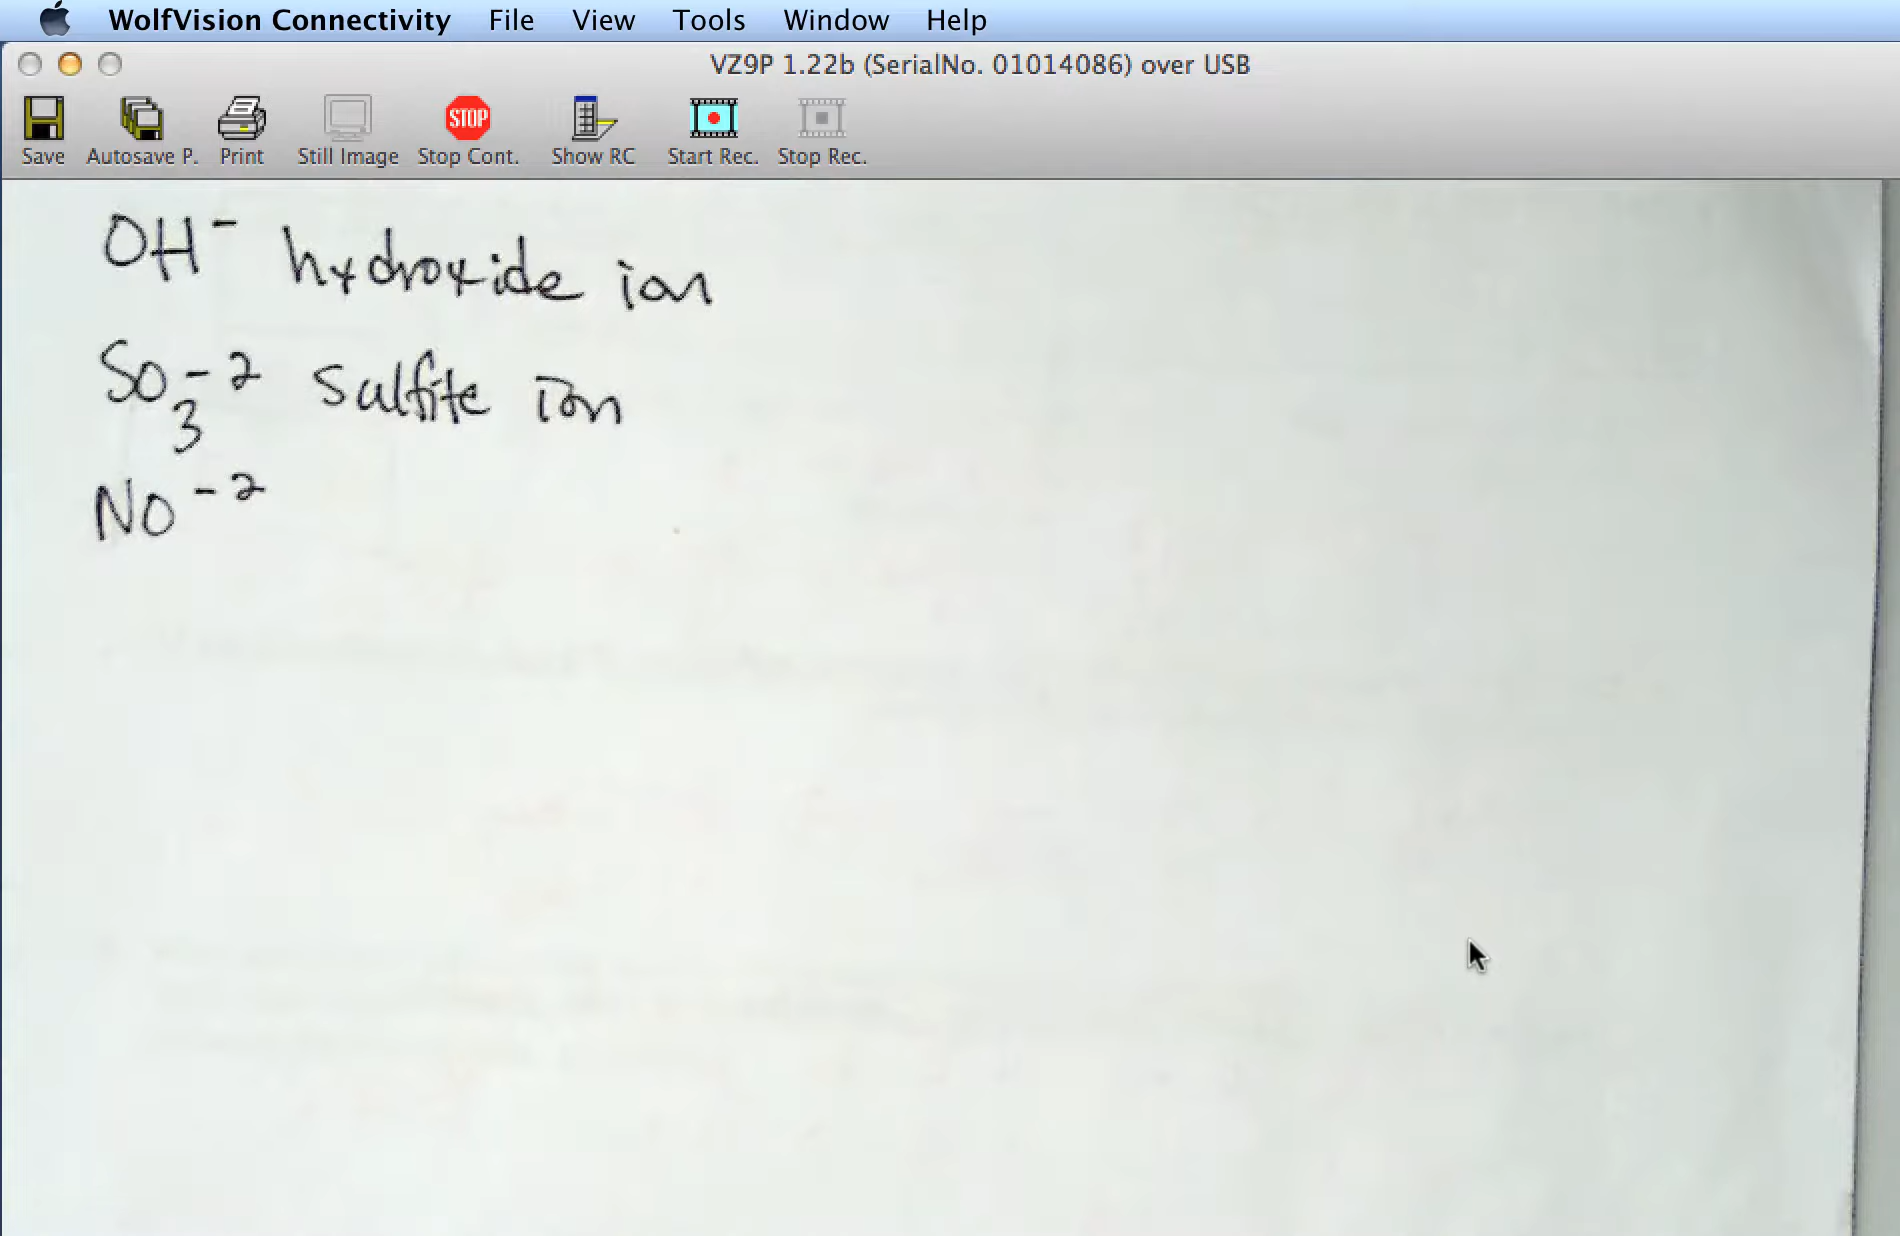 WolfVision Connectivity File View Tools Window Help
VZ9P 1.22b (SerialNo. 01014086) over USB
STOP
Save Autosave P. Print Still Image Stop Cont. Show RC Start Rec. Stop Rec.
OH⁻ hydroxide ion
SO₃⁻² sulfite ion
NO⁻²